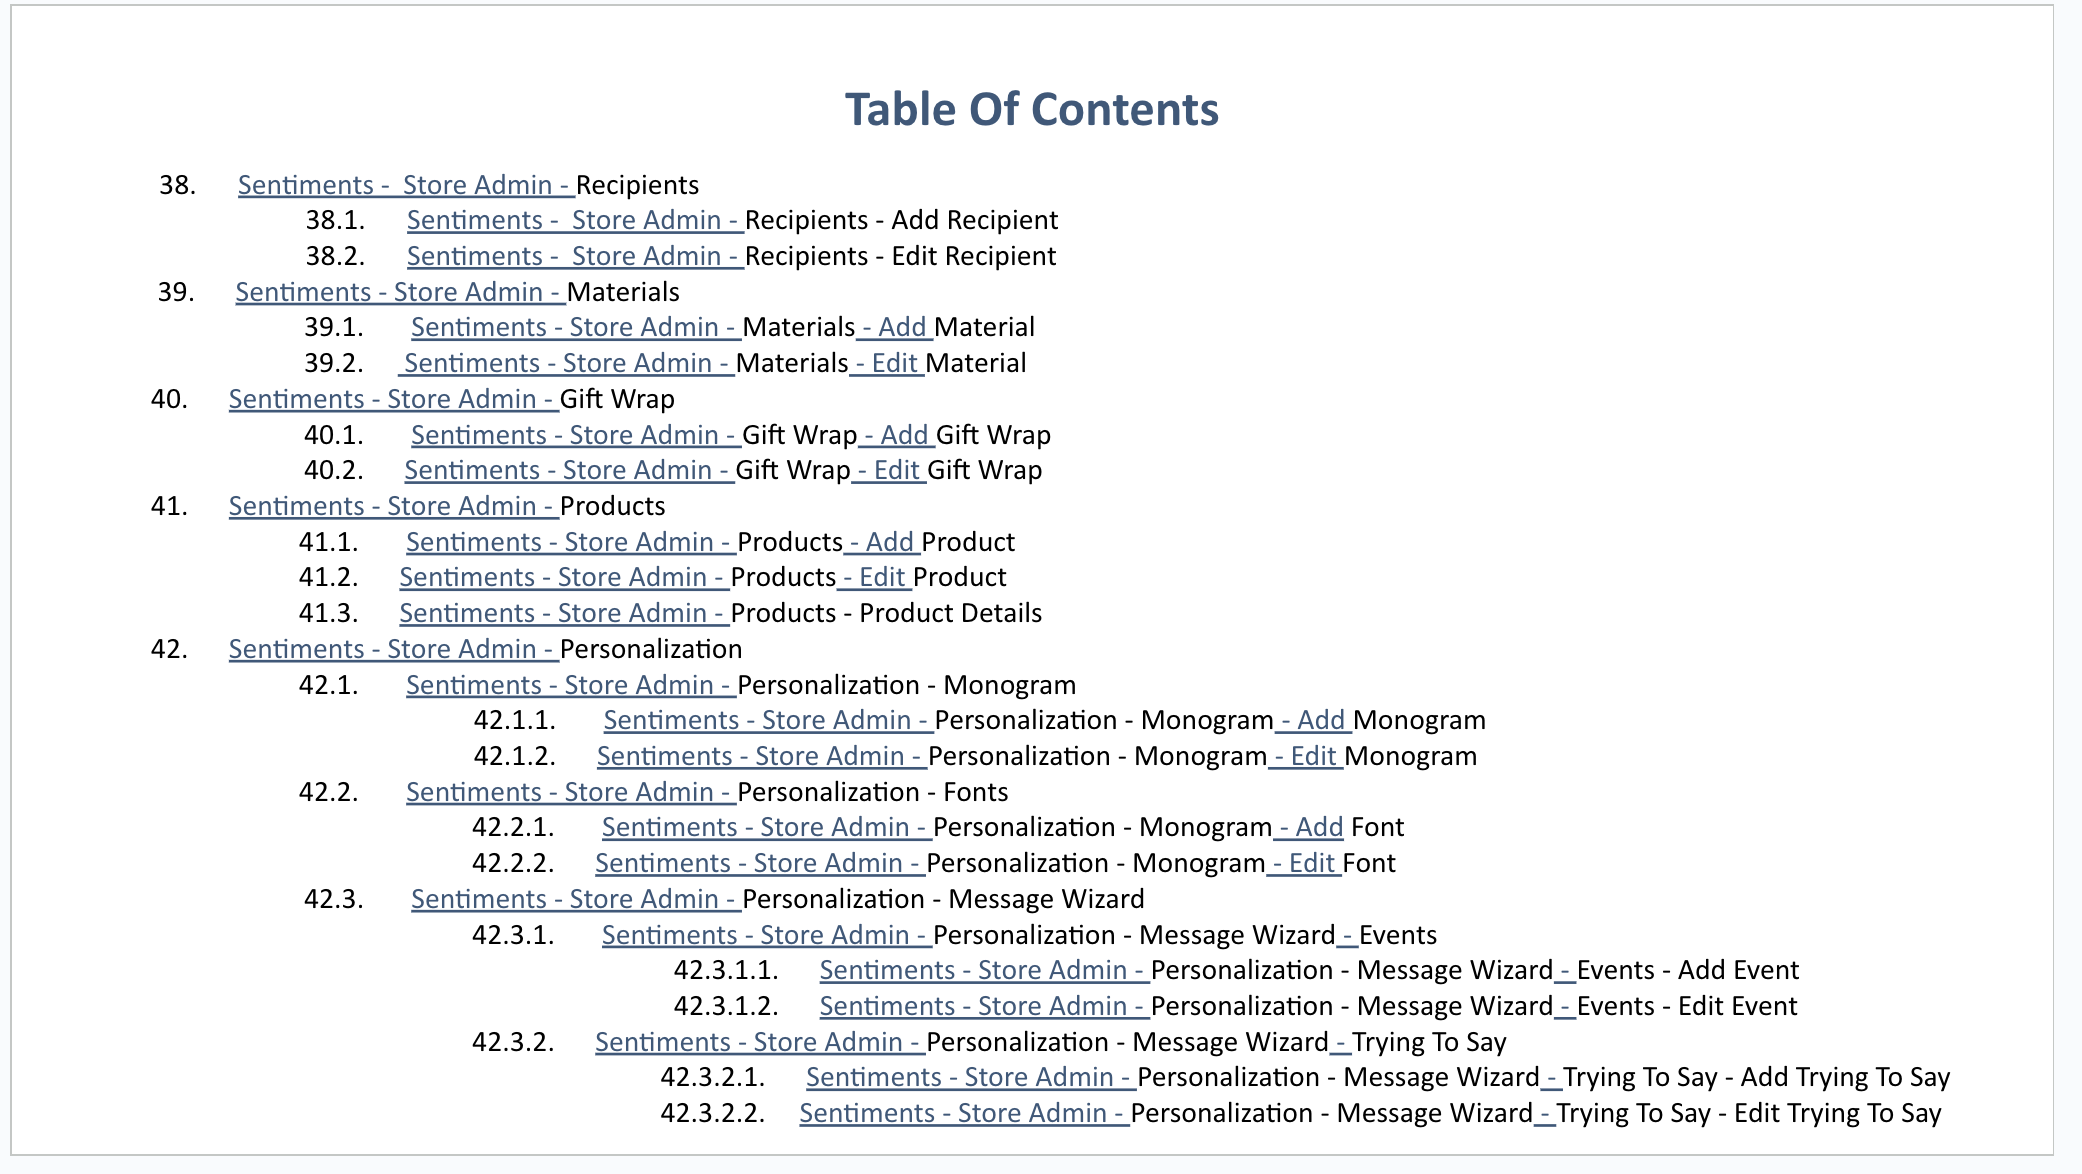 Table Of Contents
38. Sentiments -  Store Admin - Recipients
38.1. Sentiments -  Store Admin - Recipients - Add Recipient
38.2. Sentiments -  Store Admin - Recipients - Edit Recipient
39. Sentiments - Store Admin - Materials
39.1. Sentiments - Store Admin - Materials - Add Material
39.2. Sentiments - Store Admin - Materials - Edit Material
40. Sentiments - Store Admin - Gift Wrap
40.1. Sentiments - Store Admin - Gift Wrap - Add Gift Wrap
40.2. Sentiments - Store Admin - Gift Wrap - Edit Gift Wrap
41. Sentiments - Store Admin - Products
41.1. Sentiments - Store Admin - Products - Add Product
41.2. Sentiments - Store Admin - Products - Edit Product
41.3. Sentiments - Store Admin - Products - Product Details
42. Sentiments - Store Admin - Personalization
42.1. Sentiments - Store Admin - Personalization - Monogram
42.1.1. Sentiments - Store Admin - Personalization - Monogram - Add Monogram
42.1.2. Sentiments - Store Admin - Personalization - Monogram - Edit Monogram
42.2. Sentiments - Store Admin - Personalization - Fonts
42.2.1. Sentiments - Store Admin - Personalization - Monogram - Add Font
42.2.2. Sentiments - Store Admin - Personalization - Monogram - Edit Font
42.3. Sentiments - Store Admin - Personalization - Message Wizard
42.3.1. Sentiments - Store Admin - Personalization - Message Wizard - Events
42.3.1.1. Sentiments - Store Admin - Personalization - Message Wizard - Events - Add Event
42.3.1.2. Sentiments - Store Admin - Personalization - Message Wizard - Events - Edit Event
42.3.2. Sentiments - Store Admin - Personalization - Message Wizard - Trying To Say
42.3.2.1. Sentiments - Store Admin - Personalization - Message Wizard - Trying To Say - Add Trying To Say
42.3.2.2. Sentiments - Store Admin - Personalization - Message Wizard - Trying To Say - Edit Trying To Say